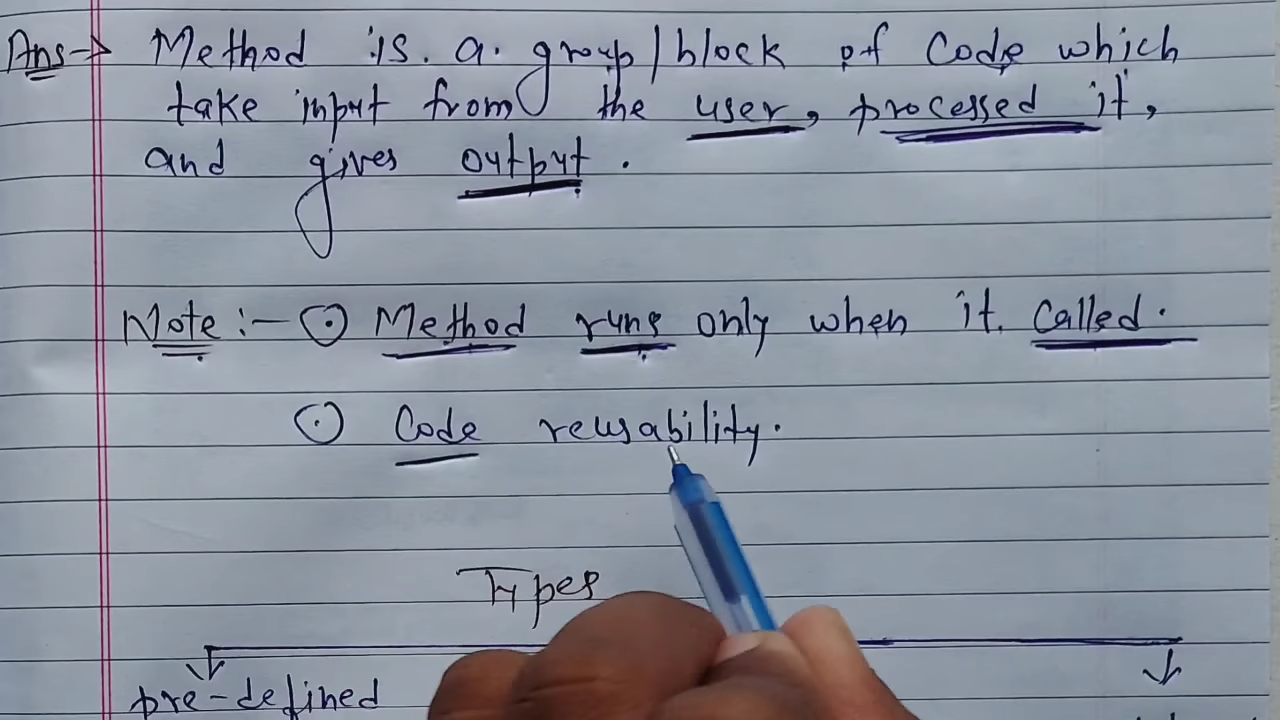 Ans→ Method is a group/block of Code which
take input from the user, processed it,
and gives output.
Note:- ⊙ Method runs only when it called.
⊙ Code reusability.
Types
pre-defined